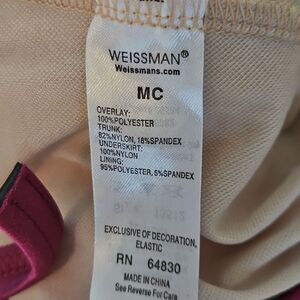 WEISSMAN®
Weissmans.com
MC
OVERLAY:
100%POLYESTER
TRUNK:
82%NYLON, 18%SPANDEX
UNDERSKIRT:
100%NYLON
LINING:
95%POLYESTER, 5%SPANDEX
EXCLUSIVE OF DECORATION,
ELASTIC
RN 64830
MADE IN CHINA
See Reverse For Care